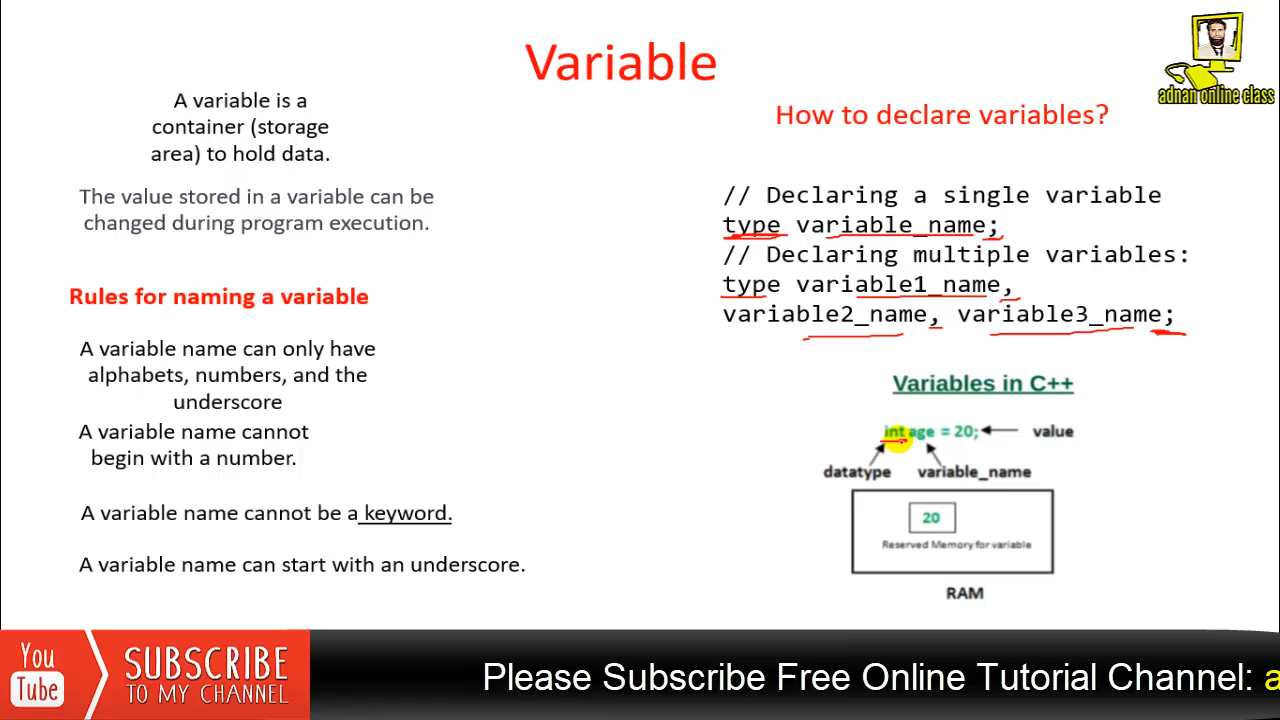 Variable
adnan online class
A variable is a
container (storage
area) to hold data.
The value stored in a variable can be
changed during program execution.
Rules for naming a variable
A variable name can only have
alphabets, numbers, and the
underscore
A variable name cannot
begin with a number.
A variable name cannot be a keyword.
A variable name can start with an underscore.
How to declare variables?
// Declaring a single variable
type variable_name;
// Declaring multiple variables:
type variable1_name,
variable2_name, variable3_name;
Variables in C++
int age = 20;
value
datatype
variable_name
20
Reserved Memory for variable
RAM
You
Tube
SUBSCRIBE
TO MY CHANNEL
Please Subscribe Free Online Tutorial Channel: a